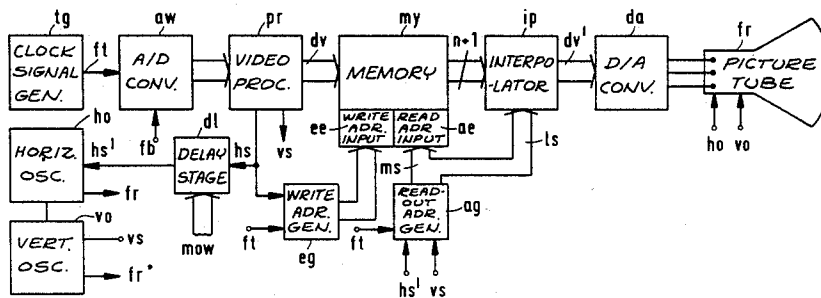 tg
aw
pr
my
ip
da
fr
CLOCK
SIGNAL
GEN.
ft
A/D
CONV.
VIDEO
PROC.
dv
MEMORY
n+1
INTERPO
-LATOR
dv'
D/A
CONV.
PICTURE
TUBE
ee
WRITE
ADR.
INPUT
READ
ADR
INPUT
ae
fb
hs
vs
ho
vo
ho
HORIZ.
OSC.
hs'
dl
DELAY
STAGE
ms
ls
fr
mow
WRITE
ADR.
GEN.
ft
eg
READ-
OUT ADR.
GEN.
ft
ag
vo
VERT.
OSC.
vs
fr*
hs'
vs